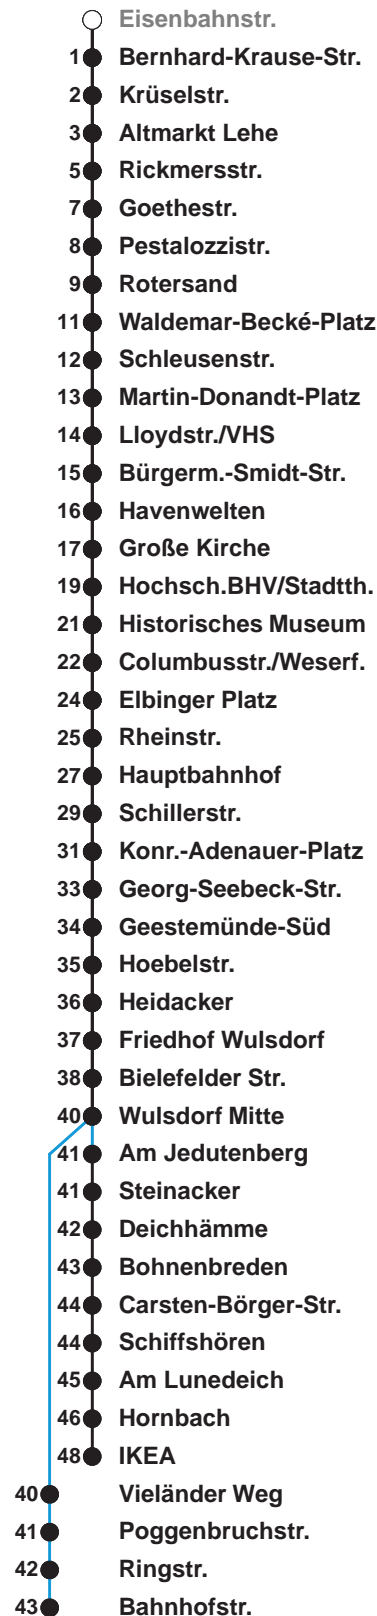 Eisenbahnstr.
1 Bernhard-Krause-Str.
2 Krüselstr.
3 Altmarkt Lehe
5 Rickmersstr.
7 Goethestr.
8 Pestalozzistr.
9 Rotersand
11 Waldemar-Becké-Platz
12 Schleusenstr.
13 Martin-Donandt-Platz
14 Lloydstr./VHS
15 Bürgerm.-Smidt-Str.
16 Havenwelten
17 Große Kirche
19 Hochsch.BHV/Stadtth.
21 Historisches Museum
22 Columbusstr./Weserf.
24 Elbinger Platz
25 Rheinstr.
27 Hauptbahnhof
29 Schillerstr.
31 Konr.-Adenauer-Platz
33 Georg-Seebeck-Str.
34 Geestemünde-Süd
35 Hoebelstr.
36 Heidacker
37 Friedhof Wulsdorf
38 Bielefelder Str.
40 Wulsdorf Mitte
41 Am Jedutenberg
41 Steinacker
42 Deichhämme
43 Bohnenbreden
44 Carsten-Börger-Str.
44 Schiffshören
45 Am Lunedeich
46 Hornbach
48 IKEA
40 Vieländer Weg
41 Poggenbruchstr.
42 Ringstr.
43 Bahnhofstr.